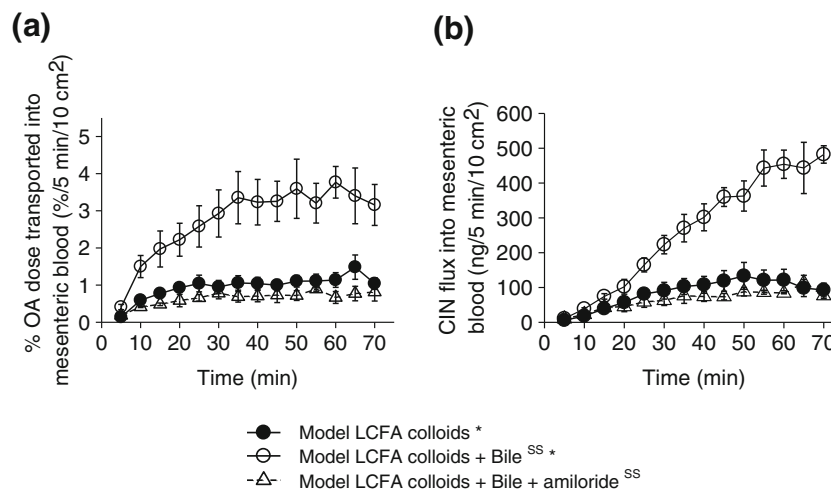 (a)
% OA dose transported into
mesenteric blood (%/5 min/10 cm²)
6
5
4
3
2
1
0
0 10 20 30 40 50 60 70
Time (min)
(b)
CIN flux into mesenteric
blood (ng/5 min/10 cm²)
600
500
400
300
200
100
0
0 10 20 30 40 50 60 70
Time (min)
Model LCFA colloids *
Model LCFA colloids + Bile SS *
Model LCFA colloids + Bile + amiloride SS